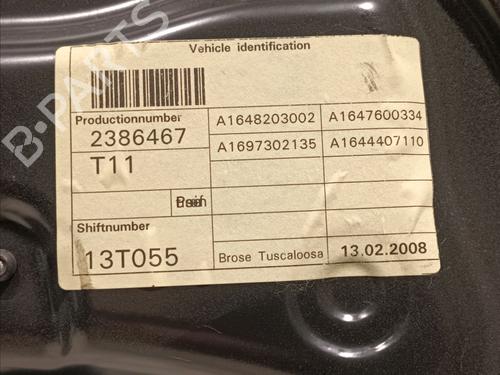 B-PARTS
Vehicle identification
Productionnumber
2386467
T11
A1648203002 A1647600334
A1697302135 A1644407110
Shiftnumber
13T055
Brose Tuscaloosa 13.02.2008